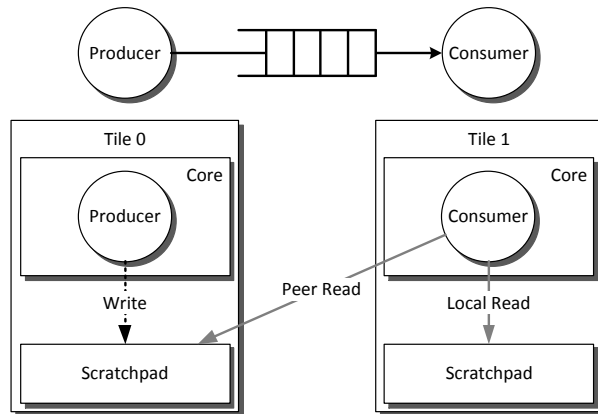 Producer
Consumer
Tile 0
Tile 1
Core
Core
Producer
Consumer
Peer Read
Write
Local Read
Scratchpad
Scratchpad